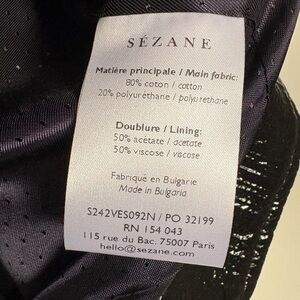 SÉZANE
Matière principale / Main fabric:
80% coton / cotton
20% polyuréthane / polyurethane
Doublure / Lining:
50% acétate / acetate
50% viscose / viscose
Fabriqué en Bulgarie
Made in Bulgaria
S242VES092N / PO 32199
RN 154 043
115 rue du Bac, 75007 Paris
hello@sezane.com